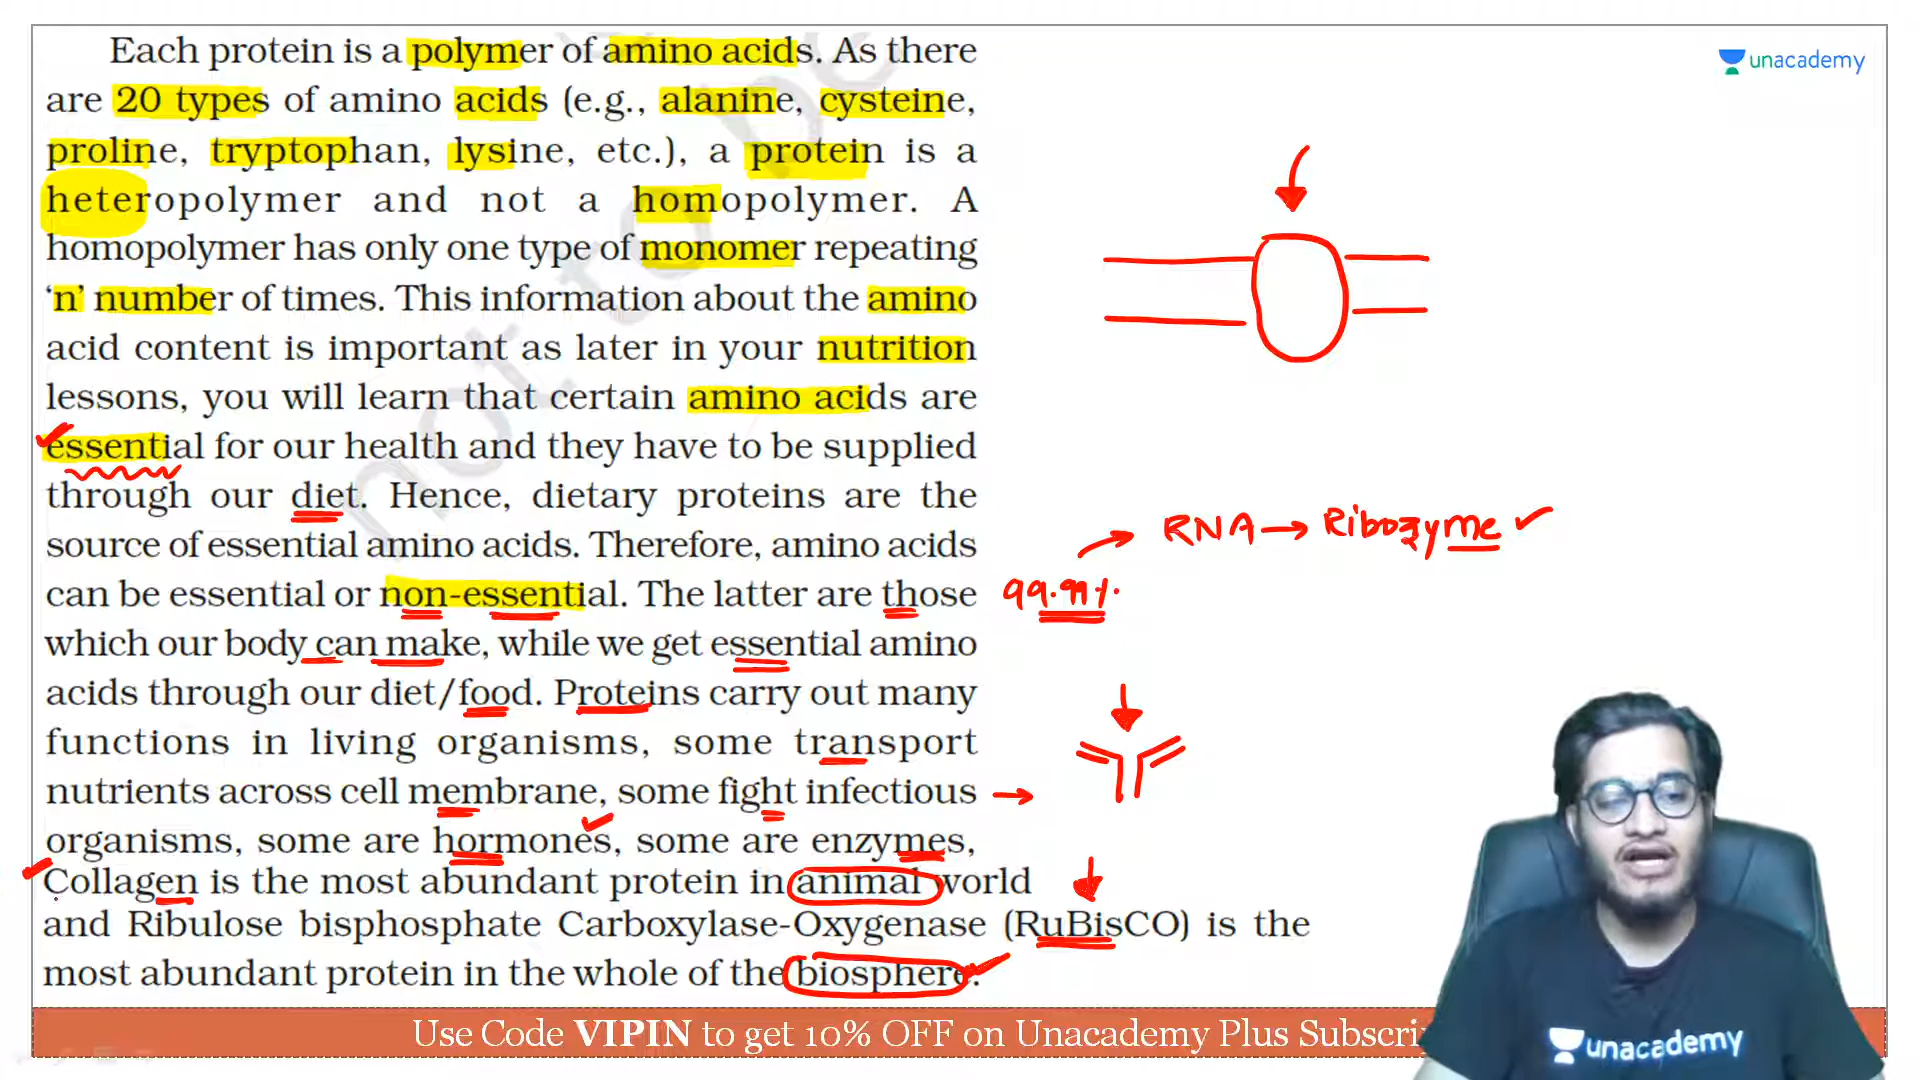 Each protein is a polymer of amino acids. As there
are 20 types of amino acids (e.g., alanine, cysteine,
proline, tryptophan, lysine, etc.), a protein is a
heteropolymer and not a homopolymer. A
homopolymer has only one type of monomer repeating
‘n’ number of times. This information about the amino
acid content is important as later in your nutrition
lessons, you will learn that certain amino acids are
essential for our health and they have to be supplied
through our diet. Hence, dietary proteins are the
source of essential amino acids. Therefore, amino acids
can be essential or non-essential. The latter are those
which our body can make, while we get essential amino
acids through our diet/food. Proteins carry out many
functions in living organisms, some transport
nutrients across cell membrane, some fight infectious
organisms, some are hormones, some are enzymes,
Collagen is the most abundant protein in animal world
and Ribulose bisphosphate Carboxylase-Oxygenase (RuBisCO) is the
most abundant protein in the whole of the biosphere.
unacademy
RNA → Ribozyme
99.99%.
not to be
Use Code VIPIN to get 10% OFF on Unacademy Plus
unacademy